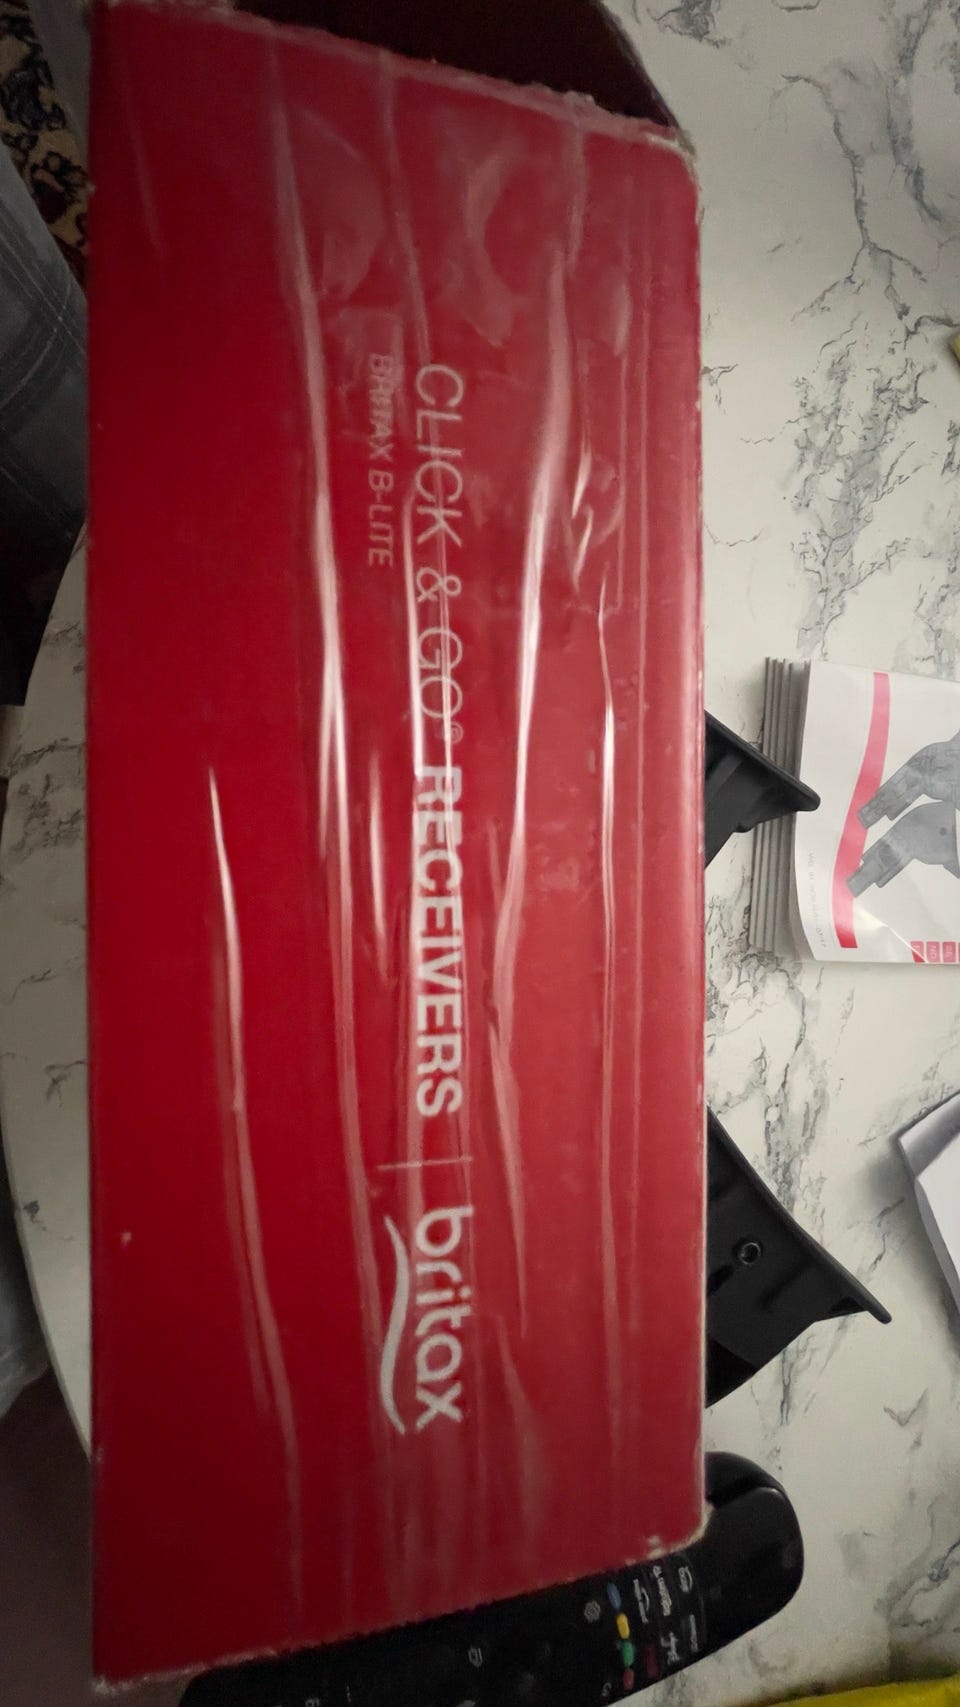 CLICK & GO® RECEIVERS
britax
BRITAX B-LITE